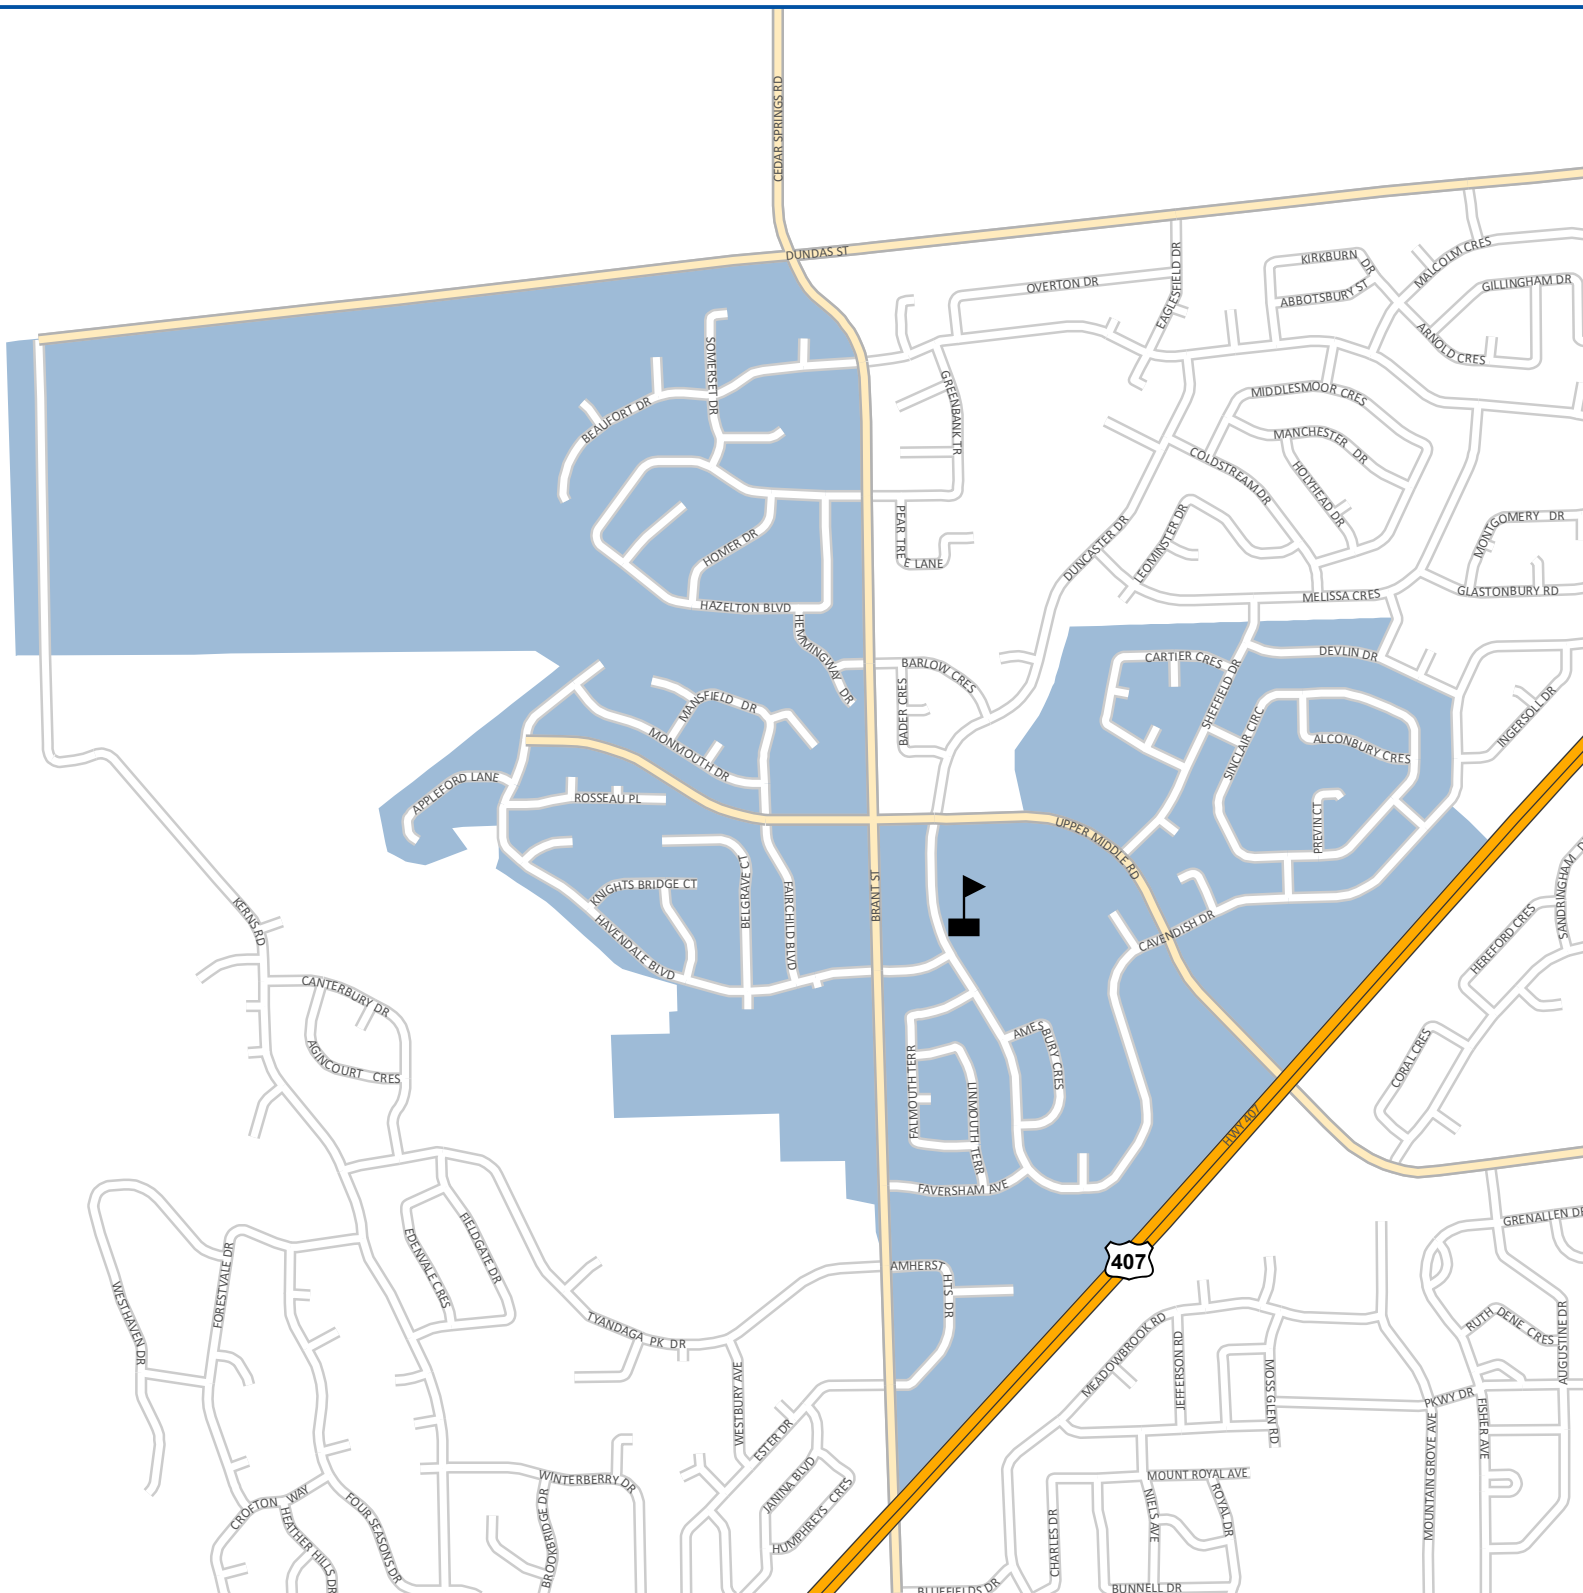 CEDAR SPRINGS RD
DUNDAS ST
OVERTON DR
EAGLESFIELD DR
KIRKBURN DR
ABBOTSBURY ST
MALCOLM CRES
GILLINGHAM DR
ARNOLD CRES
SOMERSET DR
BEAUFORT DR
GREENBANK TR
MIDDLESMOOR CRES
MANCHESTER DR
COLDSTREAM DR
HOLYHEAD DR
LEOMINSTER DR
DUNCASTER DR
MONTGOMERY DR
PEAR TREE LANE
HOMER DR
HAZELTON BLVD
HEMMINGWAY DR
MELISSA CRES
GLASTONBURY RD
BARLOW CRES
BADER CRES
CARTIER CRES
SHEFFIELD DR
DEVLIN DR
SINCLAIR CIRC
ALCONBURY CRES
INGERSOLL DR
PREVIN CT
MANSFIELD DR
MONMOUTH DR
APPLEFORD LANE
ROSSEAU PL
UPPER MIDDLE RD
KNIGHTS BRIDGE CT
BELGRAVE CT
FAIRCHILD BLVD
BRANT ST
HAVENDALE BLVD
KERNS RD
CAVENDISH DR
HEREFORD CRES
SANDRINGHAM D
CANTERBURY DR
AGINCOURT CRES
CORAL CRES
AMESBURY CRES
FALMOUTH TERR
LINMOUTH TERR
FAVERSHAM AVE
HWY 407
407
AMHERST HTS DR
EDENVALE CRES
FIELDGATE DR
FORESTVALE DR
WESTHAVEN DR
TYANDAGA PK DR
GRENALLEN DR
MEADOWBROOK RD
JEFFERSON RD
MOSS GLEN RD
RUTH DENE CRES
AUGUSTINE DR
PKWY DR
FISHER AVE
MOUNTAIN GROVE AVE
WESTBURY AVE
ESTER DR
JANINA BLVD
HUMPHREYS CRES
WINTERBERRY DR
BROOKBRIDGE DR
CROFTON WAY
HEATHER HILLS DR
FOUR SEASONS DR
MOUNT ROYAL AVE
NIELS AVE
ROYAL DR
CHARLES DR
BLUEFIELDS DR
BUNNELL DR